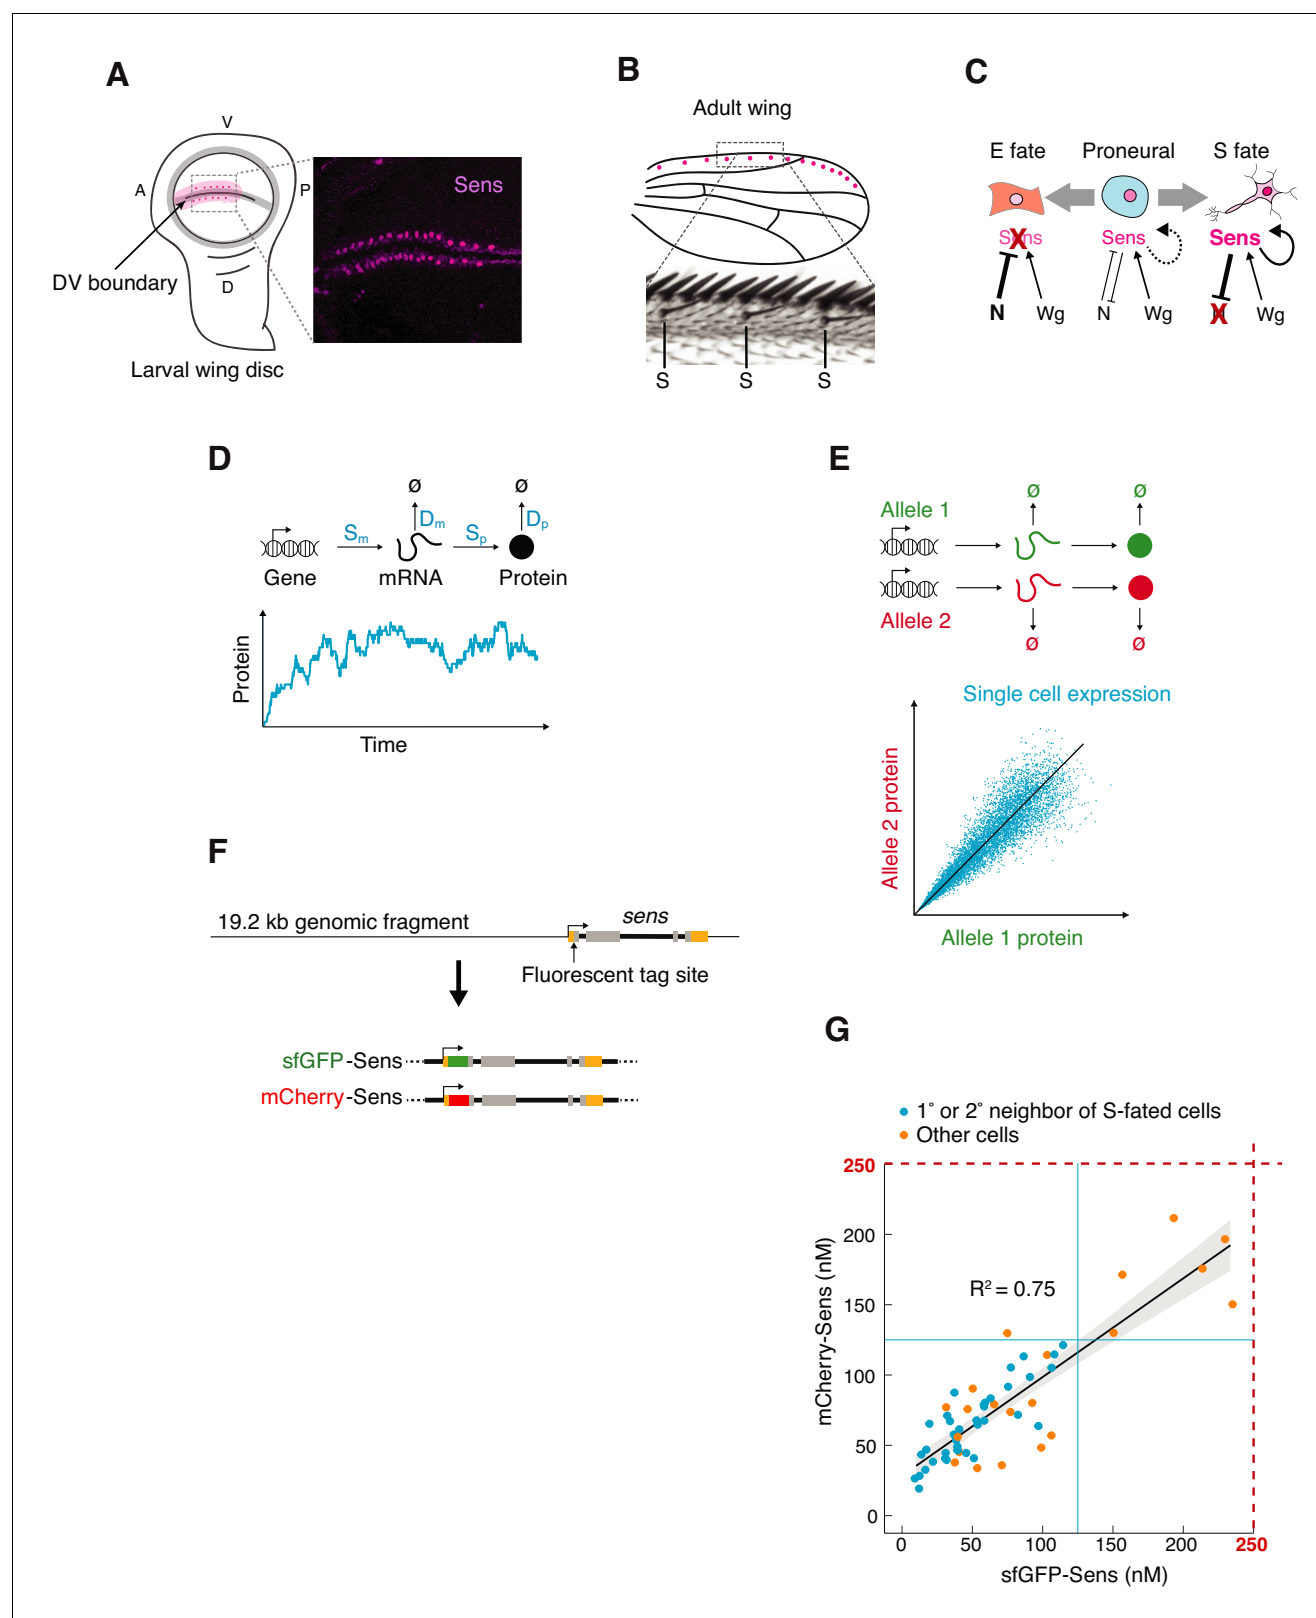 A
V
A
P
Sens
DV boundary
D
Larval wing disc
B
Adult wing
S S S
C
E fate Proneural S fate
Sens Sens Sens
N Wg N Wg N Wg
D
Ø Ø
Sm Dm Sp Dp
Gene mRNA Protein
Protein
Time
E
Allele 1
Ø Ø
Allele 2
Ø Ø
Single cell expression
Allele 2 protein
Allele 1 protein
F
19.2 kb genomic fragment
sens
Fluorescent tag site
sfGFP-Sens
mCherry-Sens
G
1° or 2° neighbor of S-fated cells
Other cells
250
200
150
100
50
0
R² = 0.75
mCherry-Sens (nM)
0 50 100 150 200 250
sfGFP-Sens (nM)